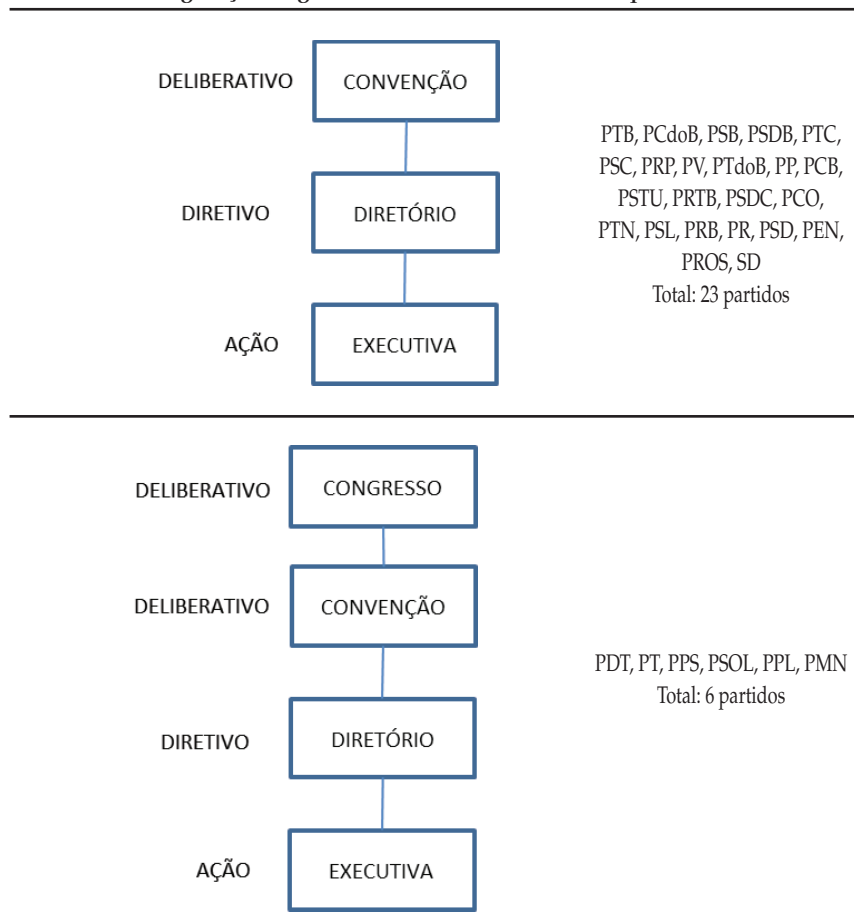 DELIBERATIVO
CONVENÇÃO
DIRETIVO
DIRETÓRIO
AÇÃO
EXECUTIVA
PTB, PCdoB, PSB, PSDB, PTC,
PSC, PRP, PV, PTdoB, PP, PCB,
PSTU, PRTB, PSDC, PCO,
PTN, PSL, PRB, PR, PSD, PEN,
PROS, SD
Total: 23 partidos
DELIBERATIVO
CONGRESSO
DELIBERATIVO
CONVENÇÃO
DIRETIVO
DIRETÓRIO
AÇÃO
EXECUTIVA
PDT, PT, PPS, PSOL, PPL, PMN
Total: 6 partidos